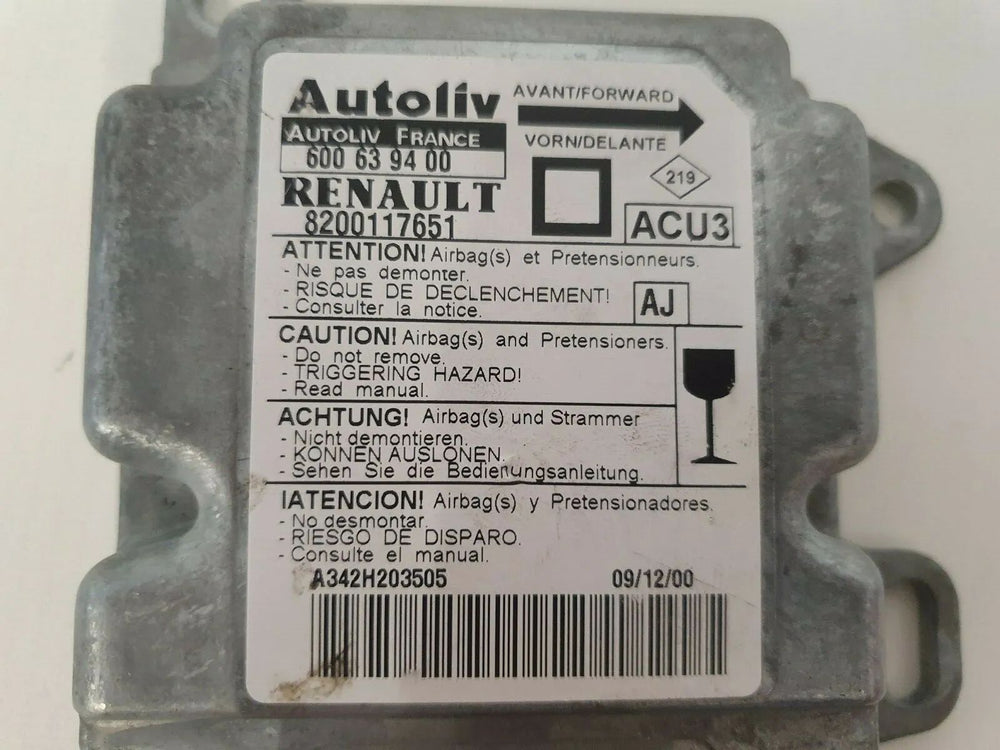 Autoliv
AUTOLIV FRANCE
600 63 94 00
RENAULT
8200117651
AVANT/FORWARD
VORN/DELANTE
219
ACU3
ATTENTION! Airbag(s) et Pretensionneurs.
- Ne pas demonter.
- RISQUE DE DECLENCHEMENT!
- Consulter la notice.
AJ
CAUTION! Airbag(s) and Pretensioners.
- Do not remove.
- TRIGGERING HAZARD!
- Read manual.
ACHTUNG! Airbag(s) und Strammer
- Nicht demontieren.
- KONNEN AUSLONEN.
- Sehen Sie die Bedienungsanleitung.
IATENCION! Airbag(s) y Pretensionadores.
- No desmontar.
- RIESGO DE DISPARO.
- Consulte el manual.
A342H203505
09/12/00